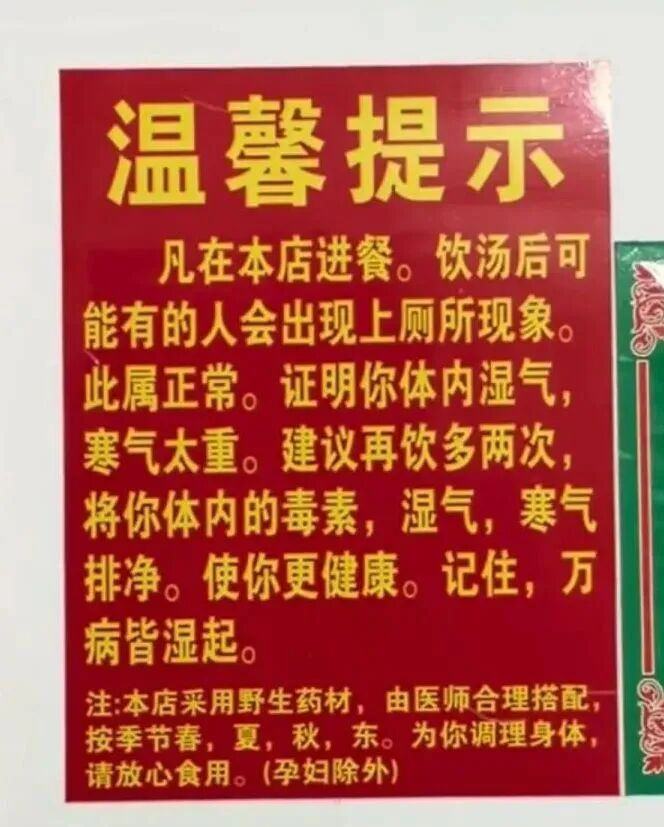 温馨提示
凡在本店进餐。饮汤后可
能有的人会出现上厕所现象。
此属正常。证明你体内湿气，
寒气太重。建议再饮多两次，
将你体内的毒素，湿气，寒气
排净。使你更健康。记住，万
病皆湿起。
注:本店采用野生药材，由医师合理搭配，
按季节春，夏，秋，东。为你调理身体，
请放心食用。(孕妇除外)